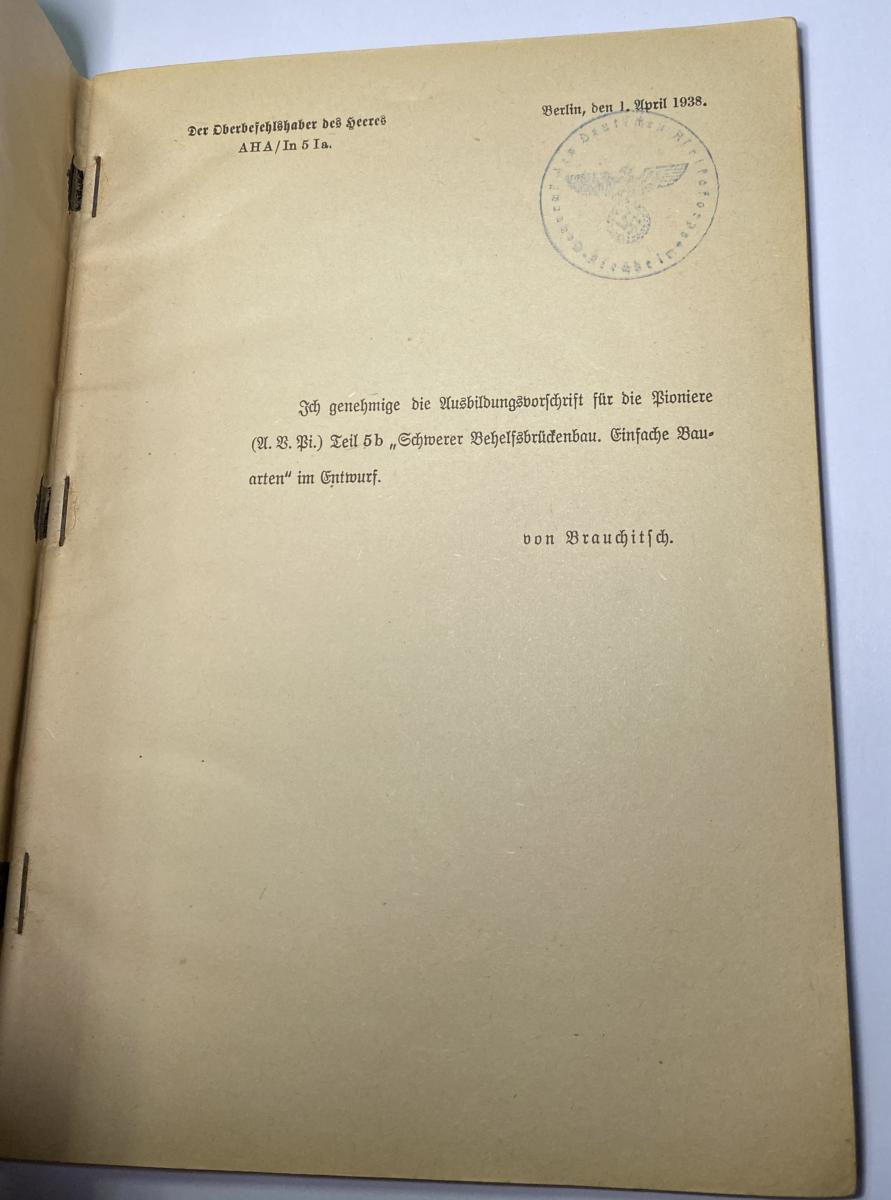 Der Oberbefehlshaber des Heeres
AHA/In 5 Ia.
Berlin, den 1. April 1938.
Ich genehmige die Ausbildungsvorschrift für die Pioniere
(A. V. Pi.) Teil 5b „Schwerer Behelfsbrückenbau. Einfache Bau-
arten“ im Entwurf.
von Brauchitsch.